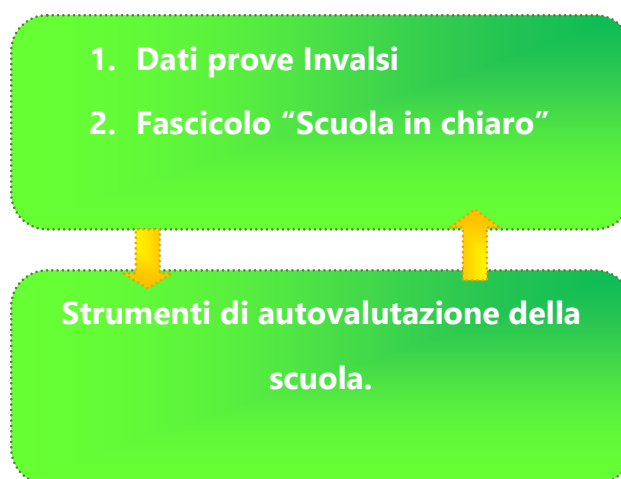 1. Dati prove Invalsi
2. Fascicolo “Scuola in chiaro”
Strumenti di autovalutazione della
scuola.